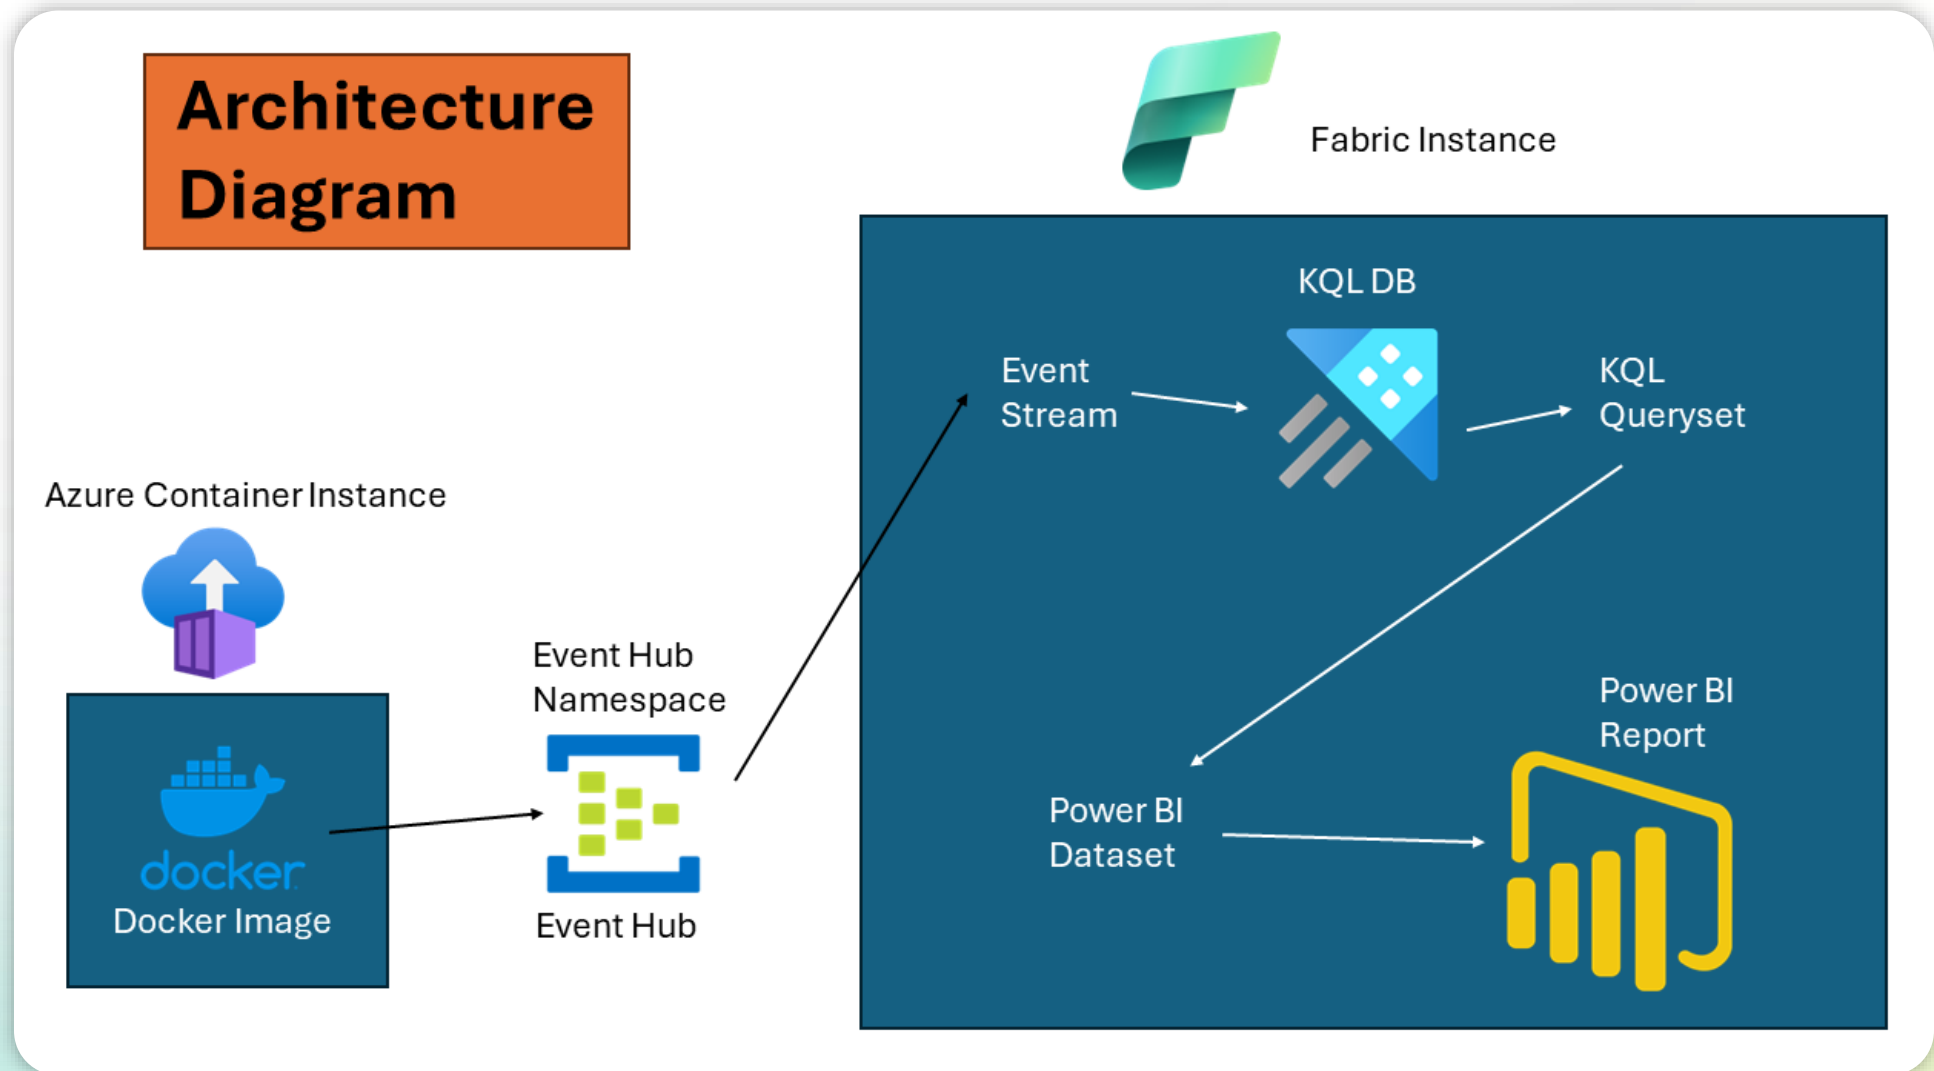 Architecture
Diagram
Fabric Instance
KQL DB
Event
Stream
KQL
Queryset
Azure Container Instance
Event Hub
Namespace
docker
Docker Image
Event Hub
Power BI
Dataset
Power BI
Report